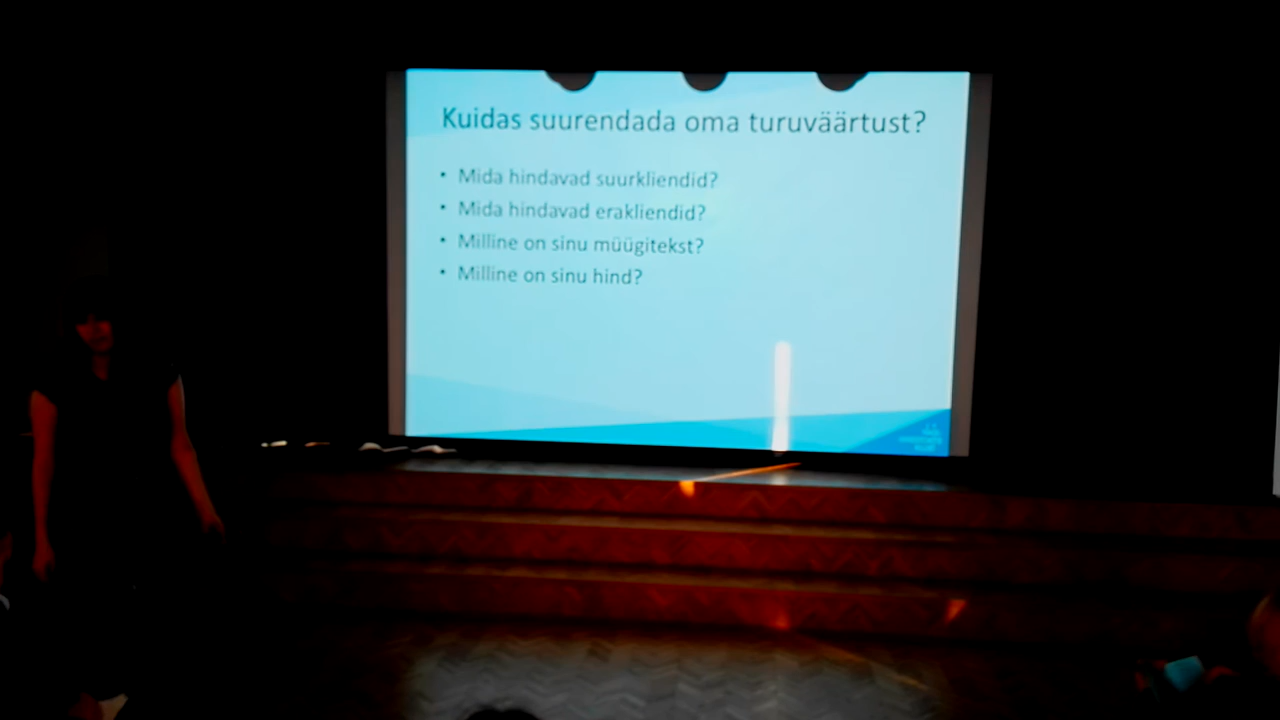 Kuidas suurendada oma turuväärtust?
• Mida hindavad suurkliendid?
• Mida hindavad erakliendid?
• Milline on sinu müügitekst?
• Milline on sinu hind?